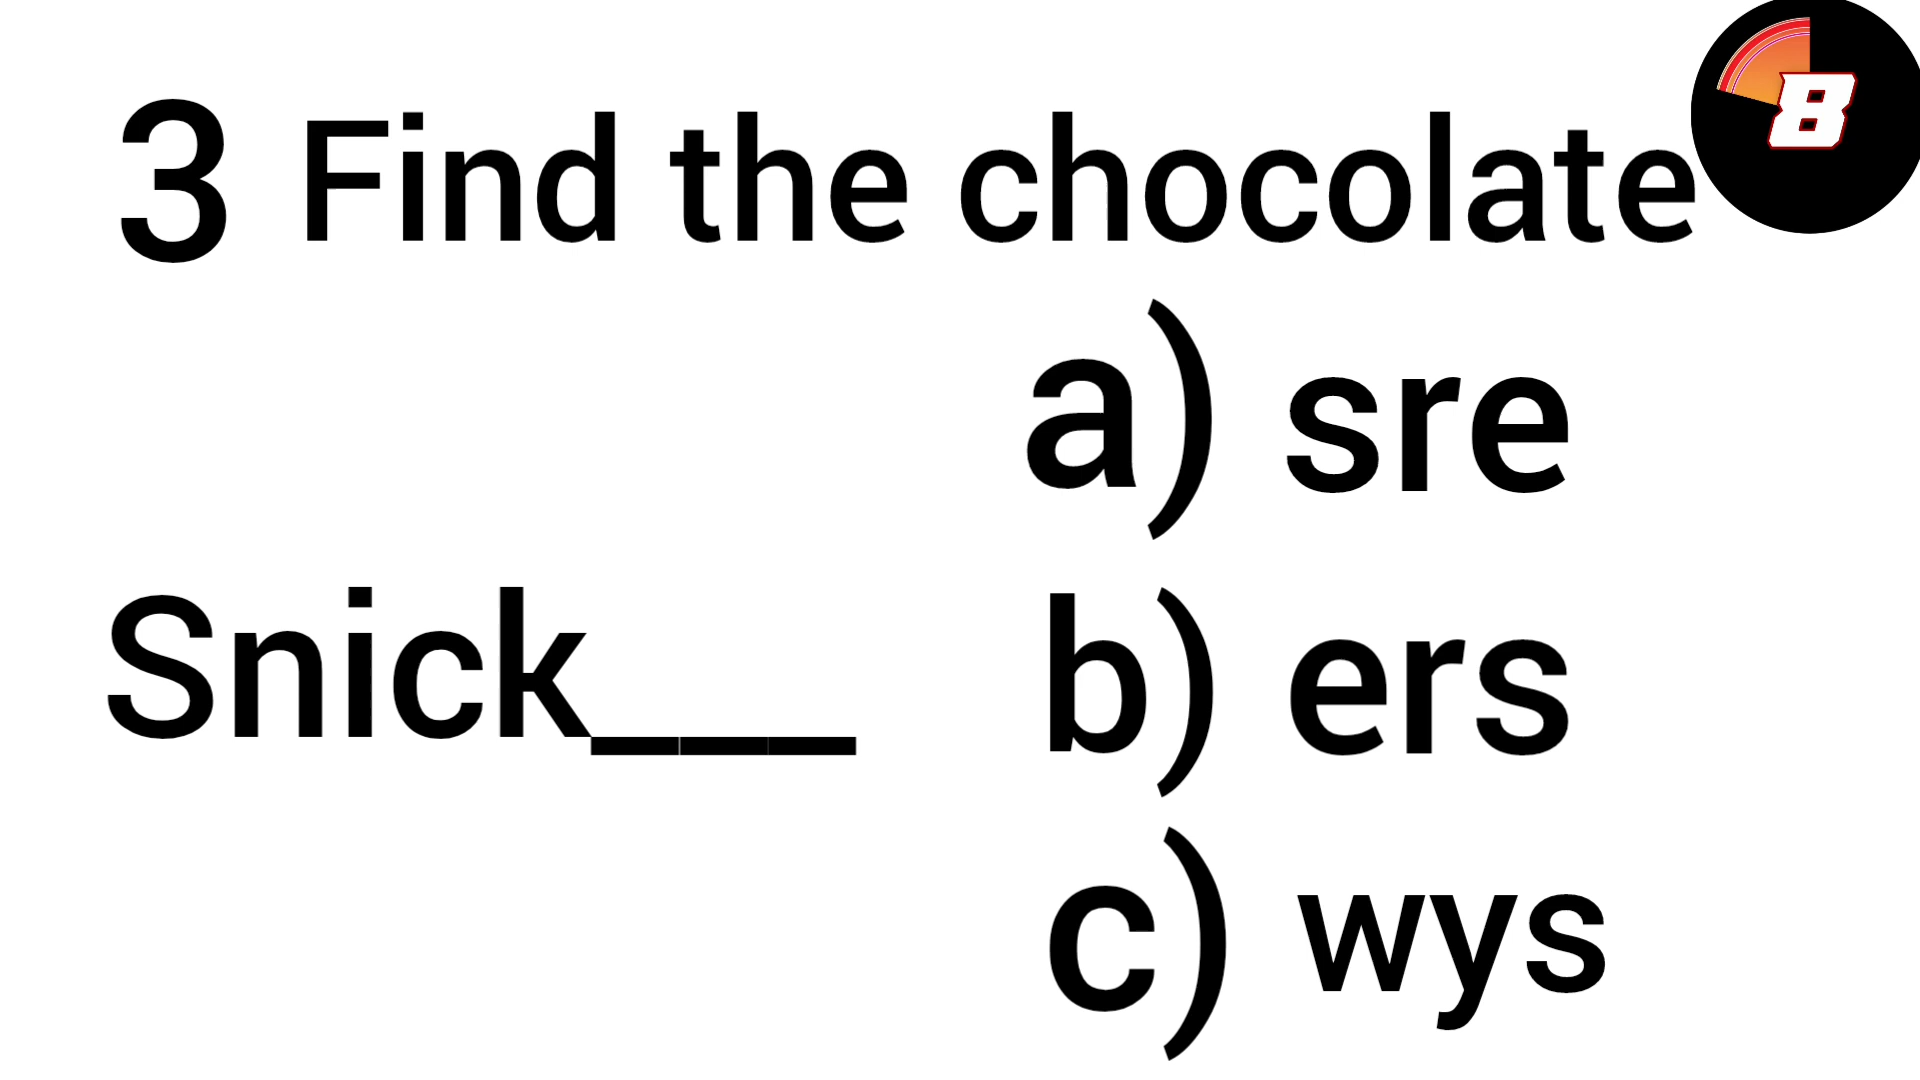 3 Find the chocolate
8
a) sre
Snick___
b) ers
c) wys